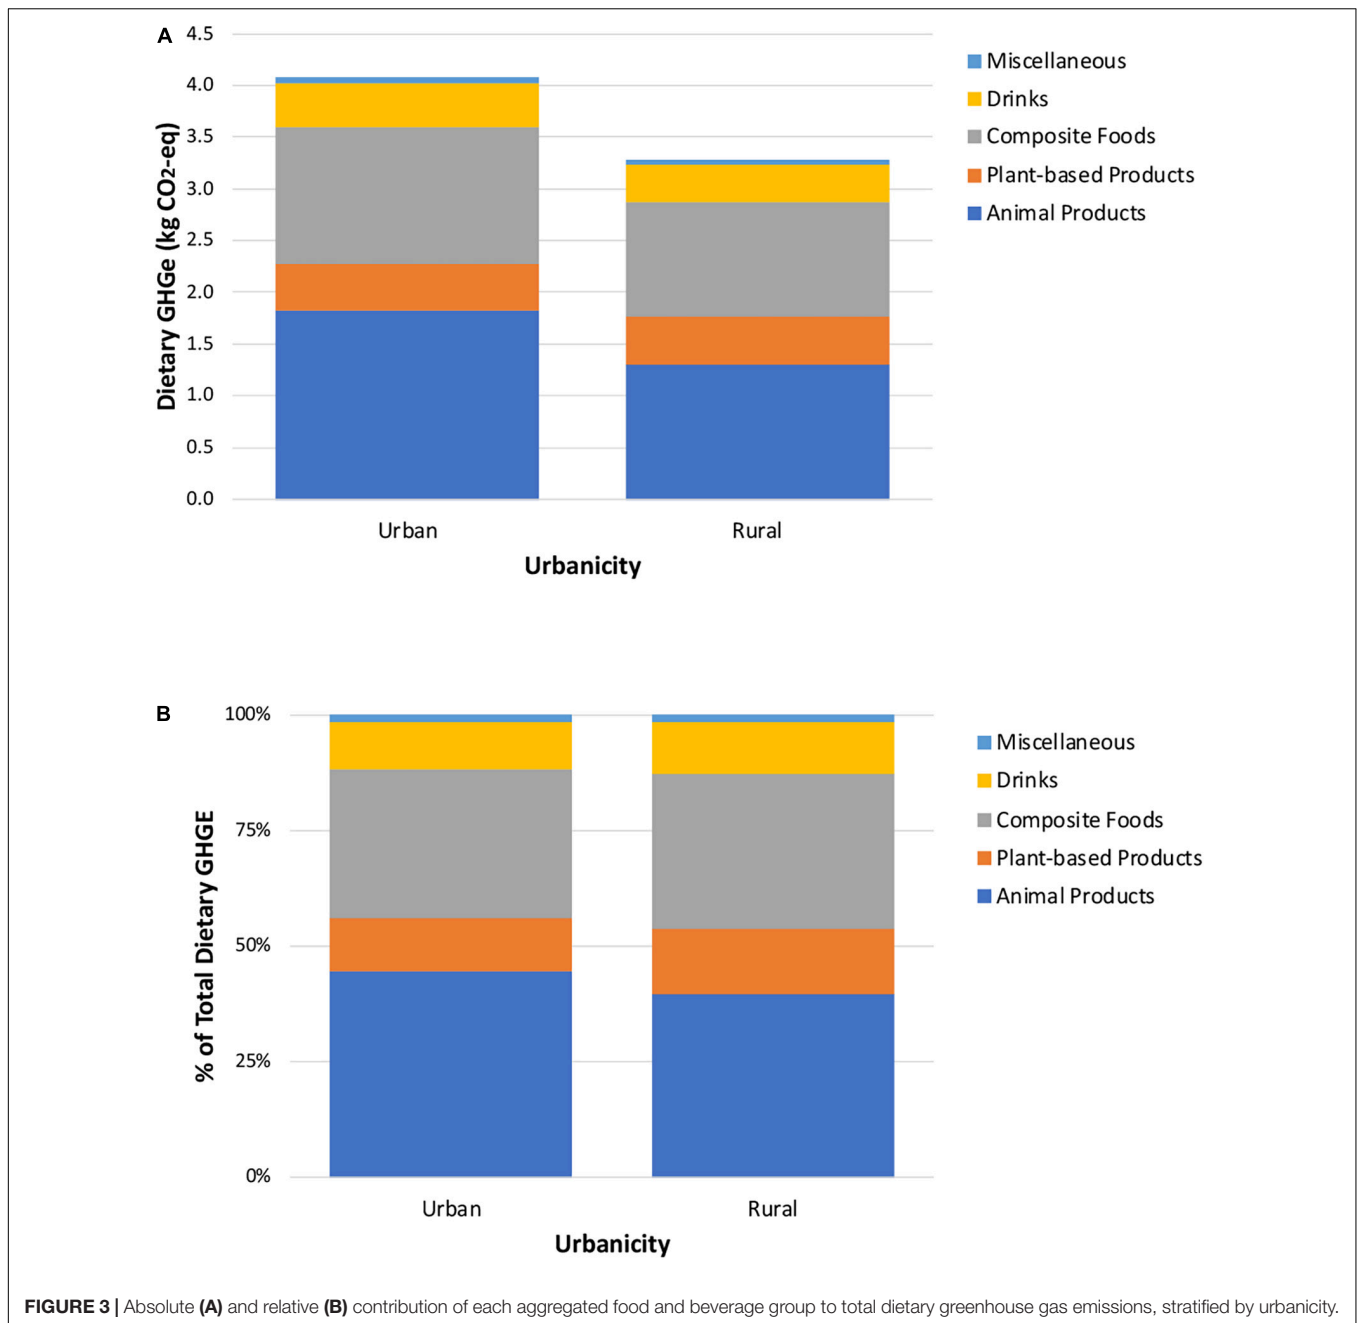 A
4.5
4.0
3.5
3.0
2.5
2.0
1.5
1.0
0.5
0.0
Dietary GHGe (kg CO2-eq)
Urban
Rural
Urbanicity
Miscellaneous
Drinks
Composite Foods
Plant-based Products
Animal Products
B
100%
75%
50%
25%
0%
% of Total Dietary GHGE
Urban
Rural
Urbanicity
Miscellaneous
Drinks
Composite Foods
Plant-based Products
Animal Products
FIGURE 3 | Absolute (A) and relative (B) contribution of each aggregated food and beverage group to total dietary greenhouse gas emissions, stratified by urbanicity.